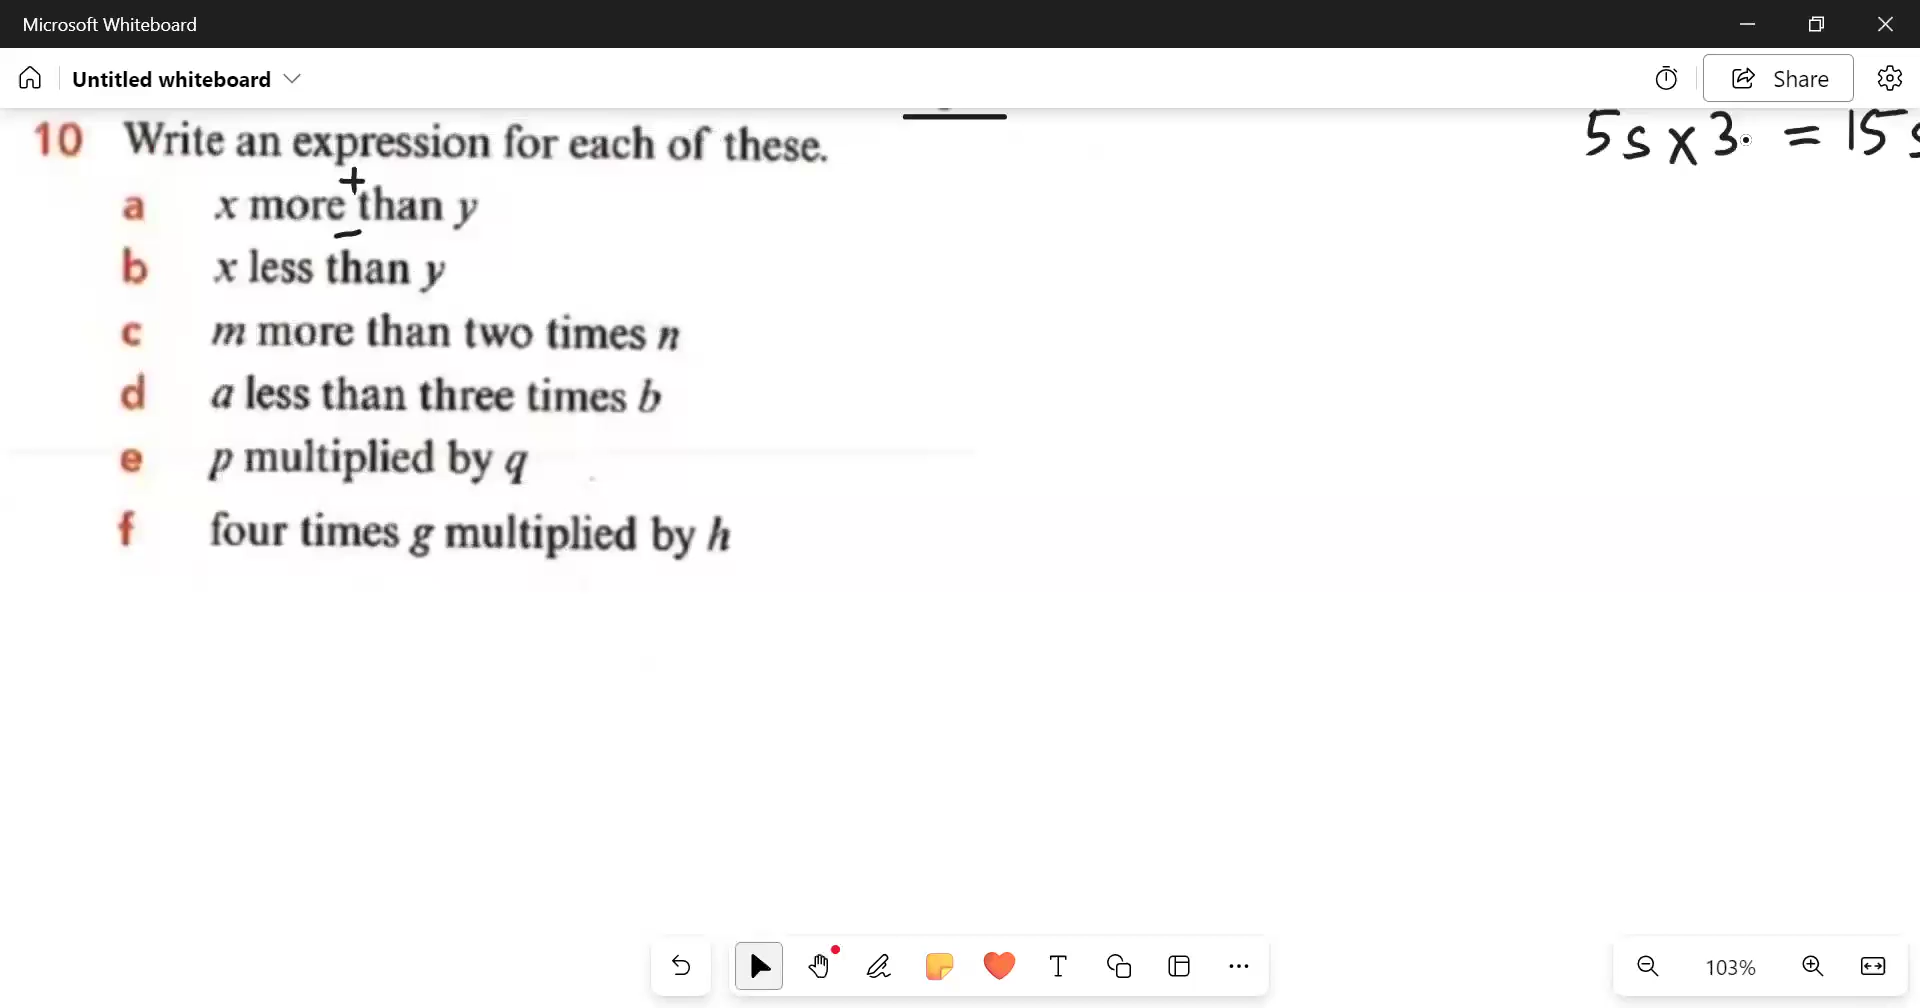 Microsoft Whiteboard
Untitled whiteboard
Share
10 Write an expression for each of these.
5s x 3 = 15s
+
a x more than y
-
b x less than y
c m more than two times n
d a less than three times b
e p multiplied by q
f four times g multiplied by h
T
103%